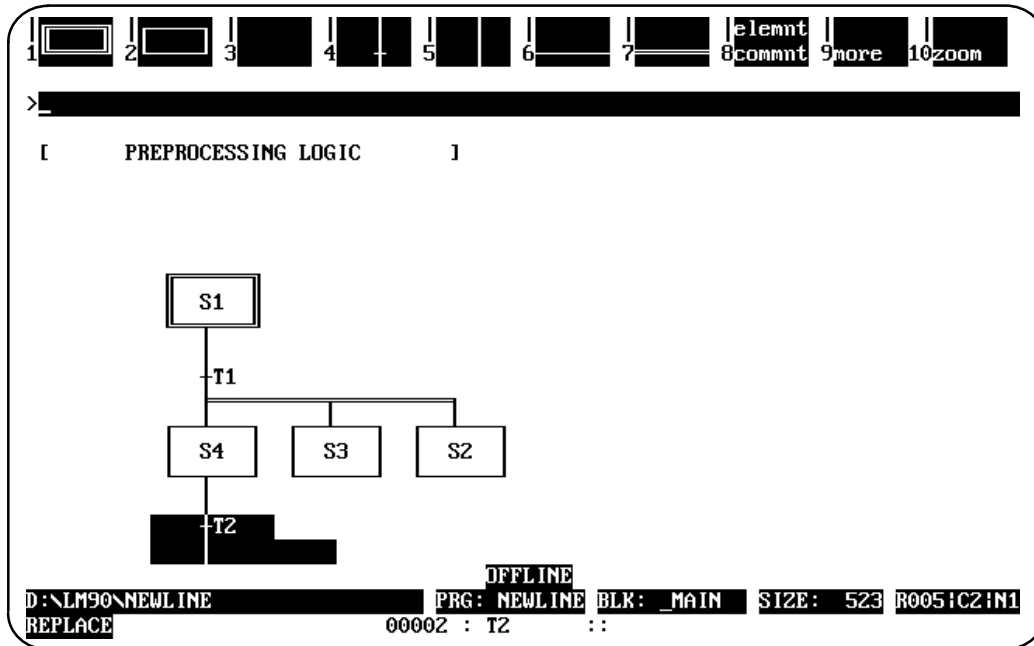 elemnt
1 2 3 4 5 6 7 8commnt 9more 10zoom
>_
[ PREPROCESSING LOGIC ]
S1
T1
S4 S3 S2
T2
OFFLINE
D:\LM90\NEWLINE PRG: NEWLINE BLK: _MAIN SIZE: 523 R005|C2|N1
REPLACE 00002 : T2 ::